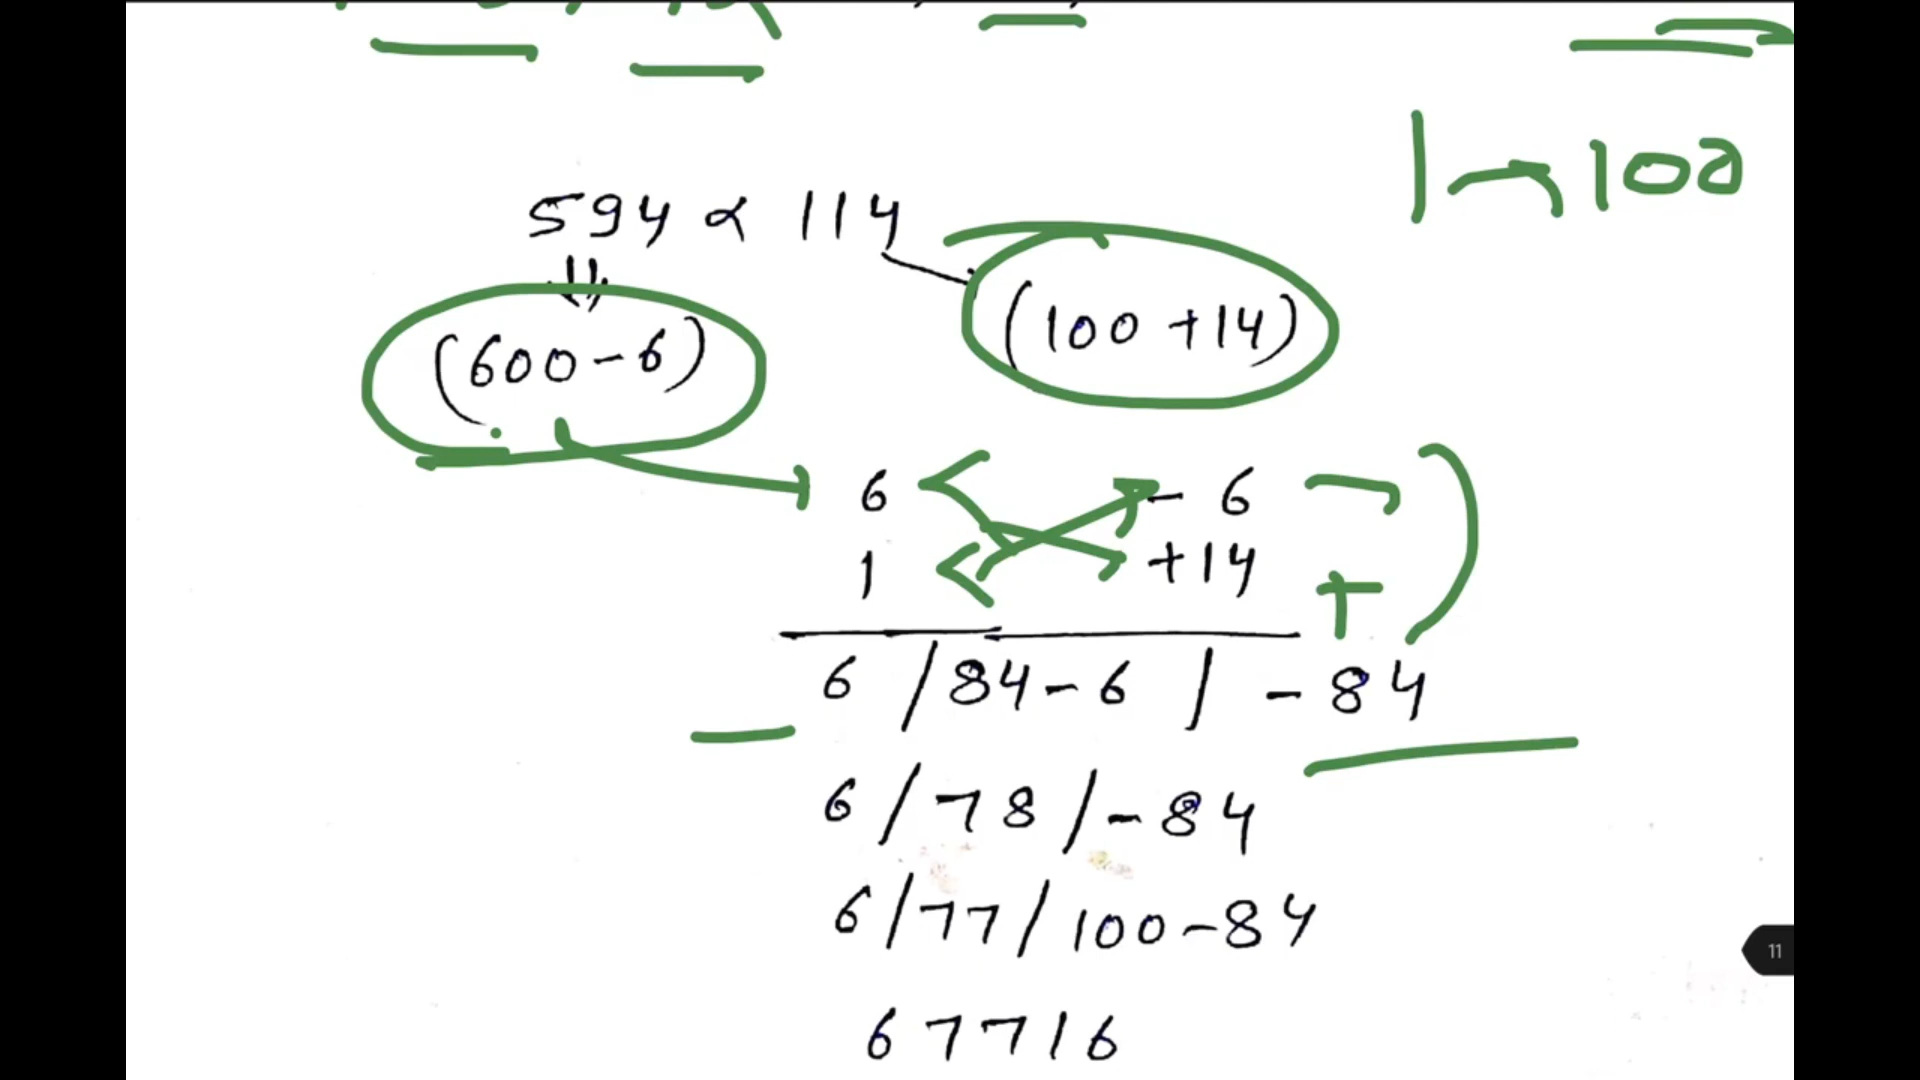 1 → 100
594 × 114
(600 - 6) (100 + 14)
6 - 6 -
1 + 14 +
6 / 84 - 6 / - 84
6 / 78 / - 84
6 / 77 / 100 - 84
67716
11